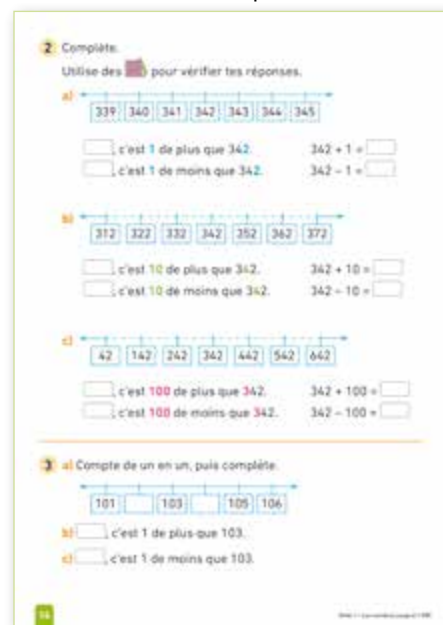 2 Complète.
Utilise des pour vérifier tes réponses.
a)
339 340 341 342 343 344 345
, c'est 1 de plus que 342. 342 + 1 =
, c'est 1 de moins que 342. 342 – 1 =
b)
312 322 332 342 352 362 372
, c'est 10 de plus que 342. 342 + 10 =
, c'est 10 de moins que 342. 342 – 10 =
c)
42 142 242 342 442 542 642
, c'est 100 de plus que 342. 342 + 100 =
, c'est 100 de moins que 342. 342 – 100 =
3 a) Compte de un en un, puis complète.
101 103 105 106
b) , c'est 1 de plus que 103.
c) , c'est 1 de moins que 103.